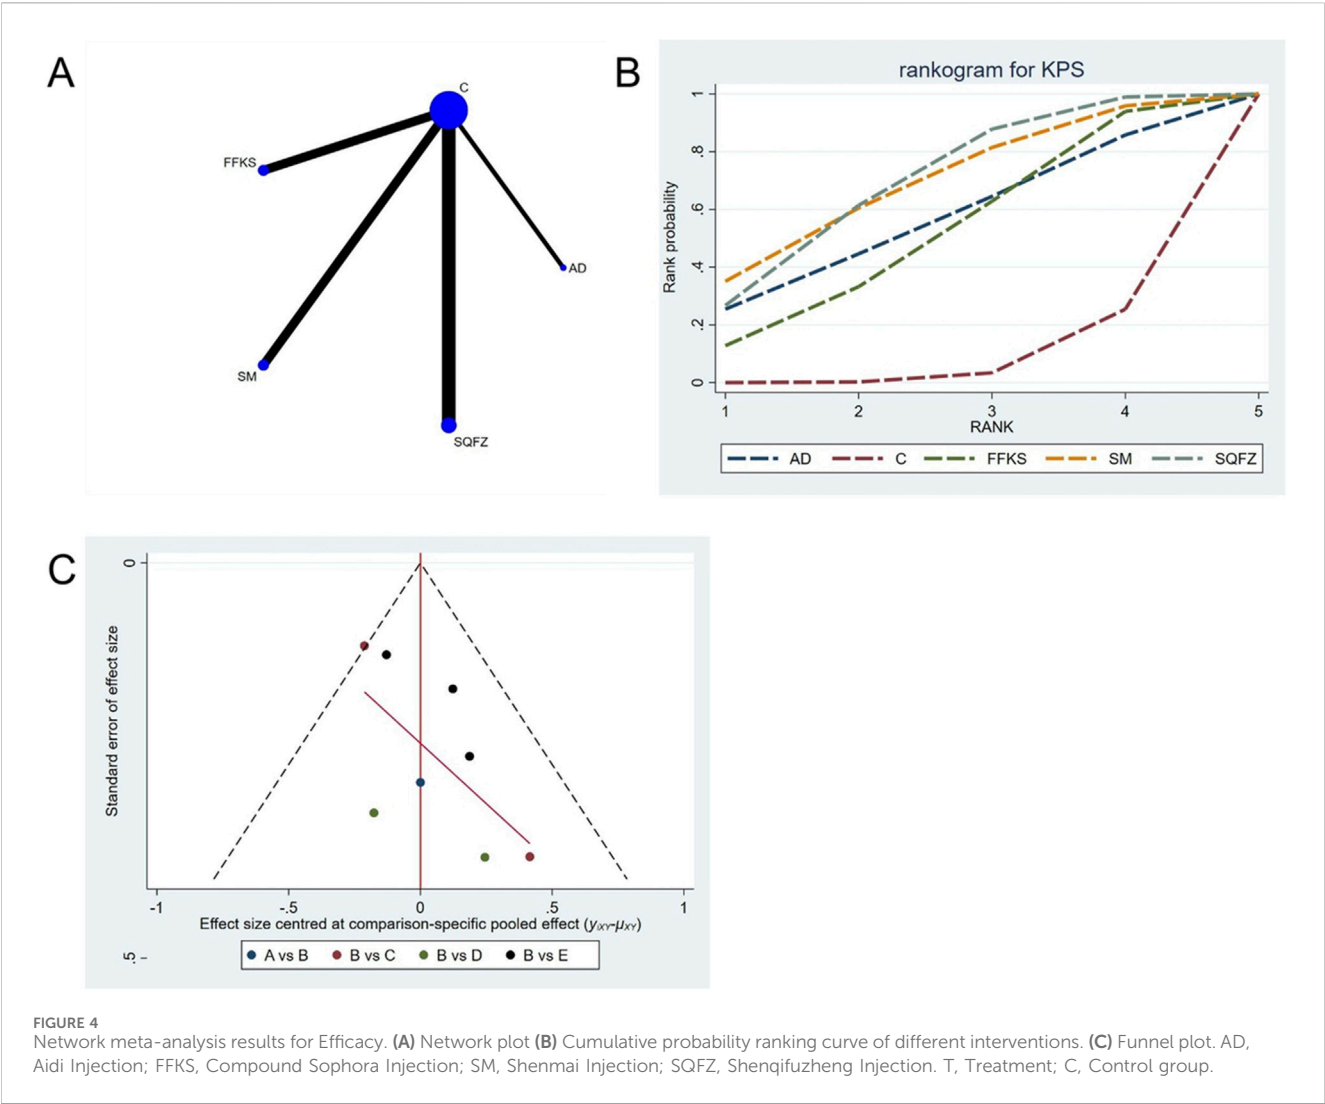 A
C
FFKS
AD
SM
SQFZ
B
rankogram for KPS
Rank probability
1
.8
.6
.4
.2
0
1 2 3 4 5
RANK
AD C FFKS SM SQFZ
C
Standard error of effect size
0
.5
-1 -.5 0 .5 1
Effect size centred at comparison-specific pooled effect (yiXY-μXY)
A vs B B vs C B vs D B vs E
FIGURE 4
Network meta-analysis results for Efficacy. (A) Network plot (B) Cumulative probability ranking curve of different interventions. (C) Funnel plot. AD,
Aidi Injection; FFKS, Compound Sophora Injection; SM, Shenmai Injection; SQFZ, Shenqifuzheng Injection. T, Treatment; C, Control group.